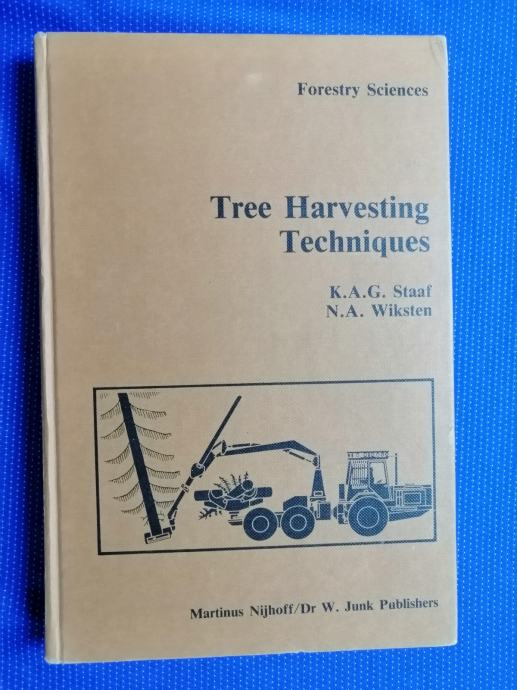 Forestry Sciences
Tree Harvesting
Techniques
K.A.G. Staaf
N.A. Wiksten
Martinus Nijhoff/Dr W. Junk Publishers